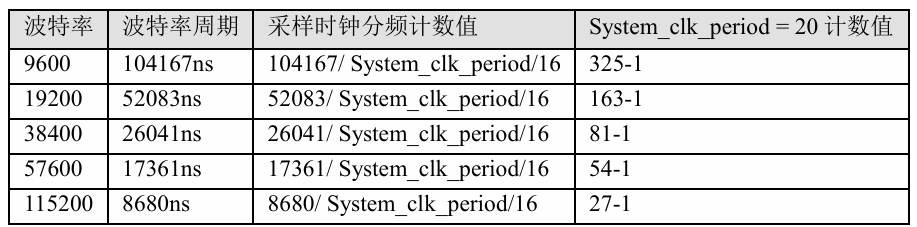 波特率 波特率周期 采样时钟分频计数值 System_clk_period = 20 计数值
9600 104167ns 104167/ System_clk_period/16 325-1
19200 52083ns 52083/ System_clk_period/16 163-1
38400 26041ns 26041/ System_clk_period/16 81-1
57600 17361ns 17361/ System_clk_period/16 54-1
115200 8680ns 8680/ System_clk_period/16 27-1